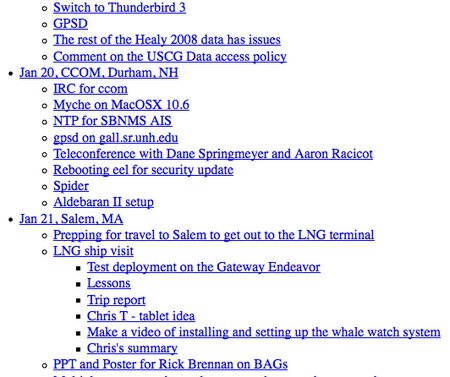 Switch to Thunderbird 3
GPSD
The rest of the Healy 2008 data has issues
Comment on the USCG Data access policy
Jan 20, CCOM, Durham, NH
IRC for ccom
Myche on MacOSX 10.6
NTP for SBNMS AIS
gpsd on gall.sr.unh.edu
Teleconference with Dane Springmeyer and Aaron Racicot
Rebooting eel for security update
Spider
Aldebaran II setup
Jan 21, Salem, MA
Prepping for travel to Salem to get out to the LNG terminal
LNG ship visit
Test deployment on the Gateway Endeavor
Lessons
Trip report
Chris T - tablet idea
Make a video of installing and setting up the whale watch system
Chris's summary
PPT and Poster for Rick Brennan on BAGs